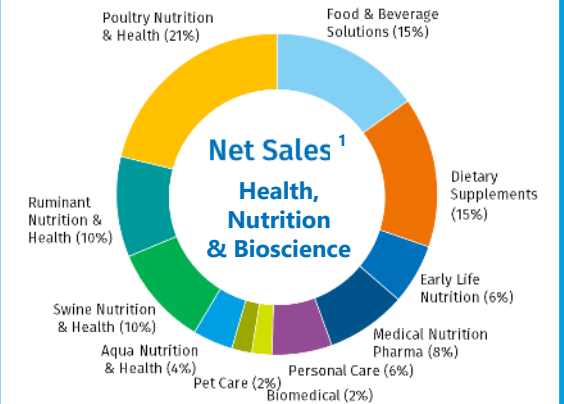 Poultry Nutrition
& Health (21%)
Food & Beverage
Solutions (15%)
Net Sales 1
Health,
Nutrition
& Bioscience
Dietary
Supplements
(15%)
Ruminant
Nutrition &
Health (10%)
Early Life
Nutrition (6%)
Swine Nutrition
& Health (10%)
Medical Nutrition
Pharma (8%)
Aqua Nutrition
& Health (4%)
Personal Care (6%)
Pet Care (2%)
Biomedical (2%)